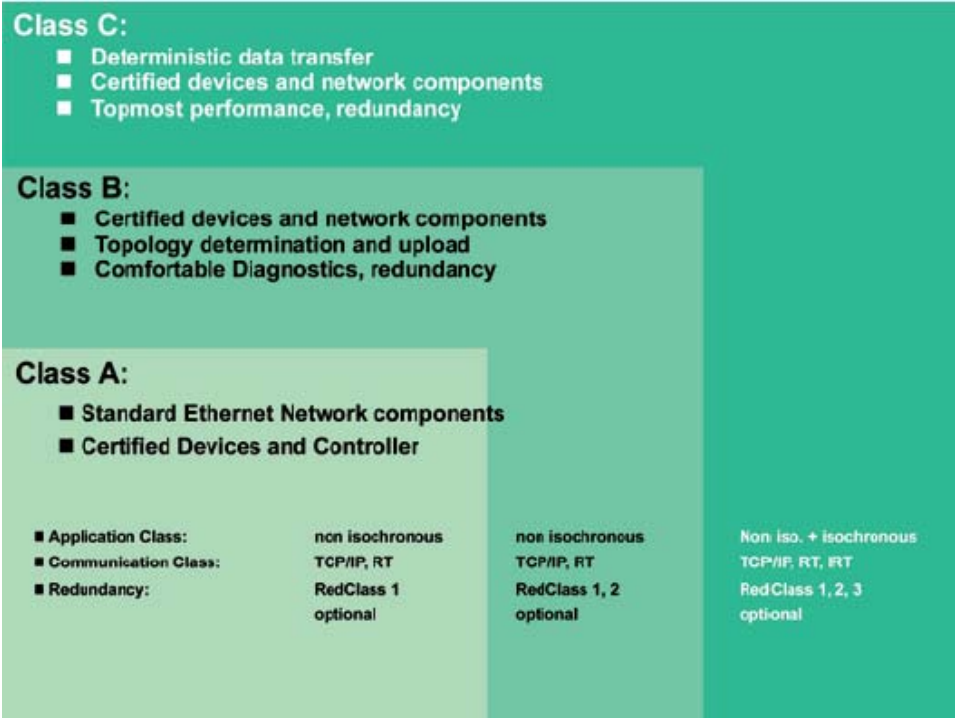 Class C:
■ Deterministic data transfer
■ Certified devices and network components
■ Topmost performance, redundancy
Class B:
■ Certified devices and network components
■ Topology determination and upload
■ Comfortable Diagnostics, redundancy
Class A:
■ Standard Ethernet Network components
■ Certified Devices and Controller
■ Application Class: non isochronous non isochronous Non iso. + isochronous
■ Communication Class: TCP/IP, RT TCP/IP, RT TCP/IP, RT, IRT
■ Redundancy: RedClass 1 RedClass 1, 2 RedClass 1, 2, 3
optional optional optional